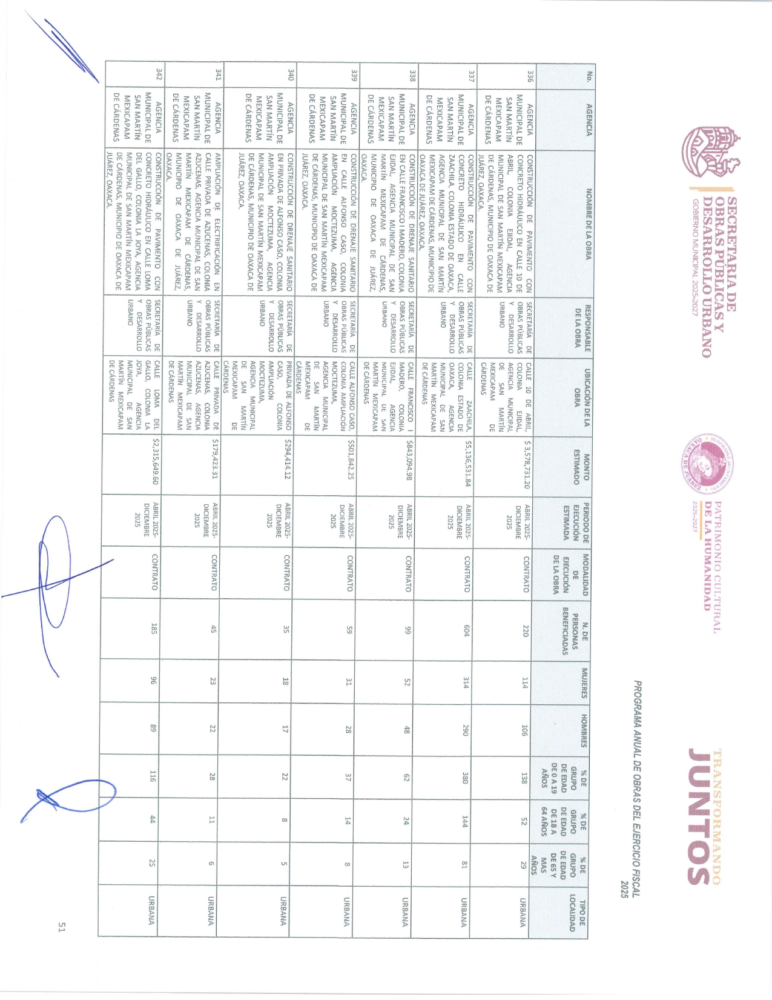 SECRETARÍA DE
OBRAS PÚBLICAS Y
DESARROLLO URBANO
GOBIERNO MUNICIPAL 2025-2027
HONORABLE AYUNTAMIENTO
OAXACA DE JUÁREZ
PATRIMONIO CULTURAL
DE LA HUMANIDAD
2025-2027
TRANSFORMANDO
JUNTOS
PROGRAMA ANUAL DE OBRAS DEL EJERCICIO FISCAL
2025
No.
AGENCIA
NOMBRE DE LA OBRA
RESPONSABLE
DE LA OBRA
UBICACIÓN DE LA
OBRA
MONTO
ESTIMADO
PERIODO DE
EJECUCIÓN
ESTIMADA
MODALIDAD
DE
EJECUCIÓN
DE LA OBRA
N. DE
PERSONAS
BENEFICIADAS
MUJERES
HOMBRES
% DE
GRUPO
DE EDAD
DE 0 A 19
AÑOS
% DE
GRUPO
DE EDAD
DE 18 A
64 AÑOS
% DE
GRUPO
DE EDAD
DE 65 Y
MAS
AÑOS
TIPO DE
LOCALIDAD
336
AGENCIA
MUNICIPAL DE
SAN MARTÍN
MEXICAPAM
DE CÁRDENAS
CONSTRUCCIÓN DE PAVIMENTO CON
CONCRETO HIDRÁULICO EN CALLE 10 DE
ABRIL, COLONIA EJIDAL, AGENCIA
MUNICIPAL DE SAN MARTÍN MEXICAPAM
DE CÁRDENAS, MUNICIPIO DE OAXACA DE
JUÁREZ, OAXACA.
SECRETARÍA DE
OBRAS PÚBLICAS
Y DESARROLLO
URBANO
CALLE 10 DE ABRIL,
COLONIA EJIDAL,
AGENCIA MUNICIPAL
DE SAN MARTÍN
MEXICAPAM DE
CÁRDENAS
$ 3,578,731.20
ABRIL 2025-
DICIEMBRE
2025
CONTRATO
220
114
106
138
52
29
URBANA
337
AGENCIA
MUNICIPAL DE
SAN MARTÍN
MEXICAPAM
DE CÁRDENAS
CONSTRUCCIÓN DE PAVIMENTO CON
CONCRETO HIDRÁULICO EN CALLE
ZAACHILA, COLONIA ESTADO DE OAXACA,
AGENCIA MUNICIPAL DE SAN MARTÍN
MEXICAPAM DE CÁRDENAS, MUNICIPIO DE
OAXACA DE JUÁREZ, OAXACA.
SECRETARÍA DE
OBRAS PÚBLICAS
Y DESARROLLO
URBANO
CALLE ZAACHILA,
COLONIA ESTADO DE
OAXACA, AGENCIA
MUNICIPAL DE SAN
MARTÍN MEXICAPAM
DE CÁRDENAS
$5,136,531.84
ABRIL 2025-
DICIEMBRE
2025
CONTRATO
604
314
290
380
144
81
URBANA
338
AGENCIA
MUNICIPAL DE
SAN MARTÍN
MEXICAPAM
DE CÁRDENAS
CONSTRUCCIÓN DE DRENAJE SANITARIO
EN CALLE FRANCISCO I MADERO, COLONIA
EJIDAL, AGENCIA MUNICIPAL DE SAN
MARTÍN MEXICAPAM DE CÁRDENAS,
MUNICIPIO DE OAXACA DE JUÁREZ,
OAXACA.
SECRETARÍA DE
OBRAS PÚBLICAS
Y DESARROLLO
URBANO
CALLE FRANCISCO I
MADERO, COLONIA
EJIDAL, AGENCIA
MUNICIPAL DE SAN
MARTÍN MEXICAPAM
DE CÁRDENAS
$843,094.98
ABRIL 2025-
DICIEMBRE
2025
CONTRATO
99
52
48
62
24
13
URBANA
339
AGENCIA
MUNICIPAL DE
SAN MARTÍN
MEXICAPAM
DE CÁRDENAS
CONSTRUCCIÓN DE DRENAJE SANITARIO
EN CALLE ALFONSO CASO, COLONIA
AMPLIACIÓN MOCTEZUMA, AGENCIA
MUNICIPAL DE SAN MARTÍN MEXICAPAM
DE CÁRDENAS, MUNICIPIO DE OAXACA DE
JUÁREZ, OAXACA.
SECRETARÍA DE
OBRAS PÚBLICAS
Y DESARROLLO
URBANO
CALLE ALFONSO CASO,
COLONIA AMPLIACIÓN
MOCTEZUMA,
AGENCIA MUNICIPAL
DE SAN MARTÍN
MEXICAPAM DE
CÁRDENAS
$501,842.25
ABRIL 2025-
DICIEMBRE
2025
CONTRATO
59
31
28
37
14
8
URBANA
340
AGENCIA
MUNICIPAL DE
SAN MARTÍN
MEXICAPAM
DE CÁRDENAS
CONSTRUCCIÓN DE DRENAJE SANITARIO
EN PRIVADA DE ALFONSO CASO, COLONIA
AMPLIACIÓN MOCTEZUMA, AGENCIA
MUNICIPAL DE SAN MARTÍN MEXICAPAM
DE CÁRDENAS, MUNICIPIO DE OAXACA DE
JUÁREZ, OAXACA.
SECRETARÍA DE
OBRAS PÚBLICAS
Y DESARROLLO
URBANO
PRIVADA DE ALFONSO
CASO, COLONIA
AMPLIACIÓN
MOCTEZUMA,
AGENCIA MUNICIPAL
DE SAN MARTÍN
MEXICAPAM DE
CÁRDENAS
$294,414.12
ABRIL 2025-
DICIEMBRE
2025
CONTRATO
35
18
17
22
8
5
URBANA
341
AGENCIA
MUNICIPAL DE
SAN MARTÍN
MEXICAPAM
DE CÁRDENAS
AMPLIACIÓN DE ELECTRIFICACIÓN EN
CALLE PRIVADA DE AZUCENAS, COLONIA
AZUCENAS, AGENCIA MUNICIPAL DE SAN
MARTÍN MEXICAPAM DE CÁRDENAS,
MUNICIPIO DE OAXACA DE JUÁREZ,
OAXACA.
SECRETARÍA DE
OBRAS PÚBLICAS
Y DESARROLLO
URBANO
CALLE PRIVADA DE
AZUCENAS, COLONIA
AZUCENAS, AGENCIA
MUNICIPAL DE SAN
MARTÍN MEXICAPAM
DE CÁRDENAS
$179,423.31
ABRIL 2025-
DICIEMBRE
2025
CONTRATO
45
23
22
28
11
6
URBANA
342
AGENCIA
MUNICIPAL DE
SAN MARTÍN
MEXICAPAM
DE CÁRDENAS
CONSTRUCCIÓN DE PAVIMENTO CON
CONCRETO HIDRÁULICO EN CALLE LOMA
DEL GALLO, COLONIA LA JOYA, AGENCIA
MUNICIPAL DE SAN MARTÍN MEXICAPAM
DE CÁRDENAS, MUNICIPIO DE OAXACA DE
JUÁREZ, OAXACA.
SECRETARIA DE
OBRAS PÚBLICAS
Y DESARROLLO
URBANO
CALLE LOMA DEL
GALLO, COLONIA LA
JOYA, AGENCIA
MUNICIPAL DE SAN
MARTÍN MEXICAPAM
DE CÁRDENAS
$2,315,649.60
ABRIL 2025-
DICIEMBRE
2025
CONTRATO
185
96
89
116
44
25
URBANA
51